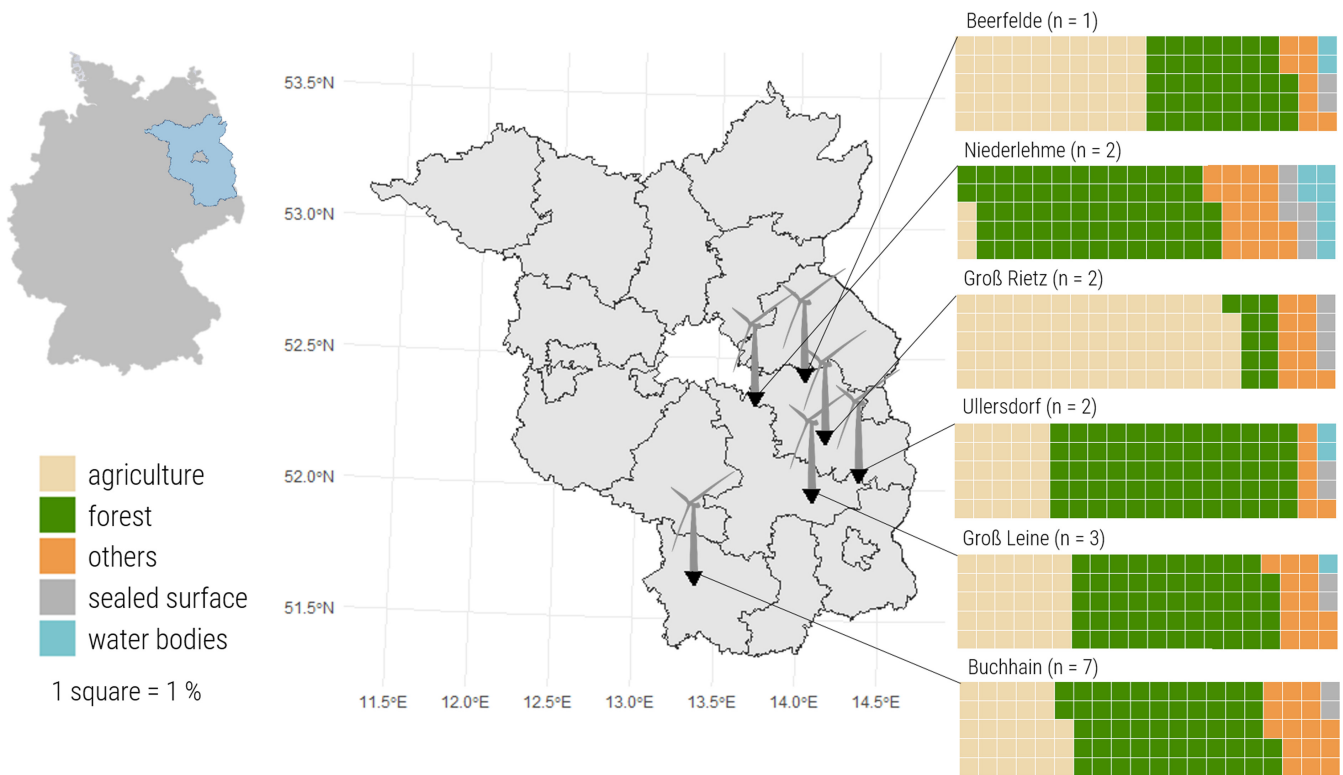 Beerfelde (n = 1)
Niederlehme (n = 2)
Groß Rietz (n = 2)
Ullersdorf (n = 2)
Groß Leine (n = 3)
Buchhain (n = 7)
53.5°N
53.0°N
52.5°N
52.0°N
51.5°N
11.5°E 12.0°E 12.5°E 13.0°E 13.5°E 14.0°E 14.5°E
agriculture
forest
others
sealed surface
water bodies
1 square = 1 %